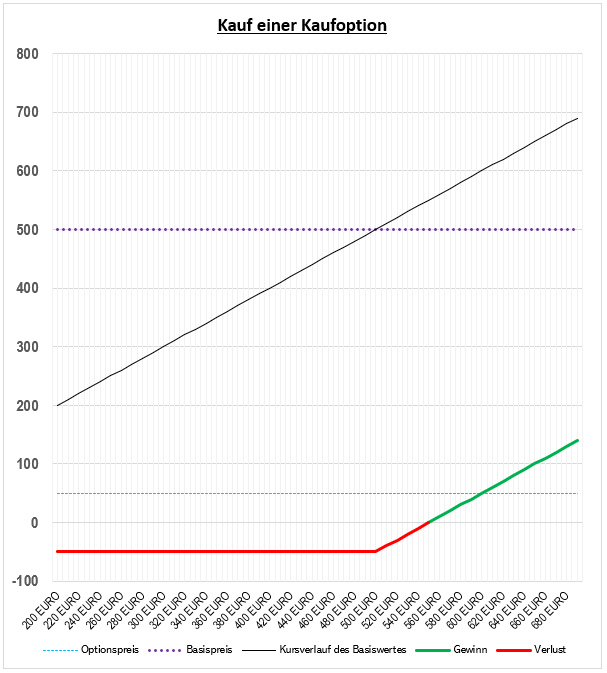 Kauf einer Kaufoption
800
700
600
500
400
300
200
100
0
-100
200 EURO
220 EURO
240 EURO
260 EURO
280 EURO
300 EURO
320 EURO
340 EURO
360 EURO
380 EURO
400 EURO
420 EURO
440 EURO
460 EURO
480 EURO
500 EURO
520 EURO
540 EURO
560 EURO
580 EURO
600 EURO
620 EURO
640 EURO
660 EURO
680 EURO
Optionspreis Basispreis Kursverlauf des Basiswertes Gewinn Verlust